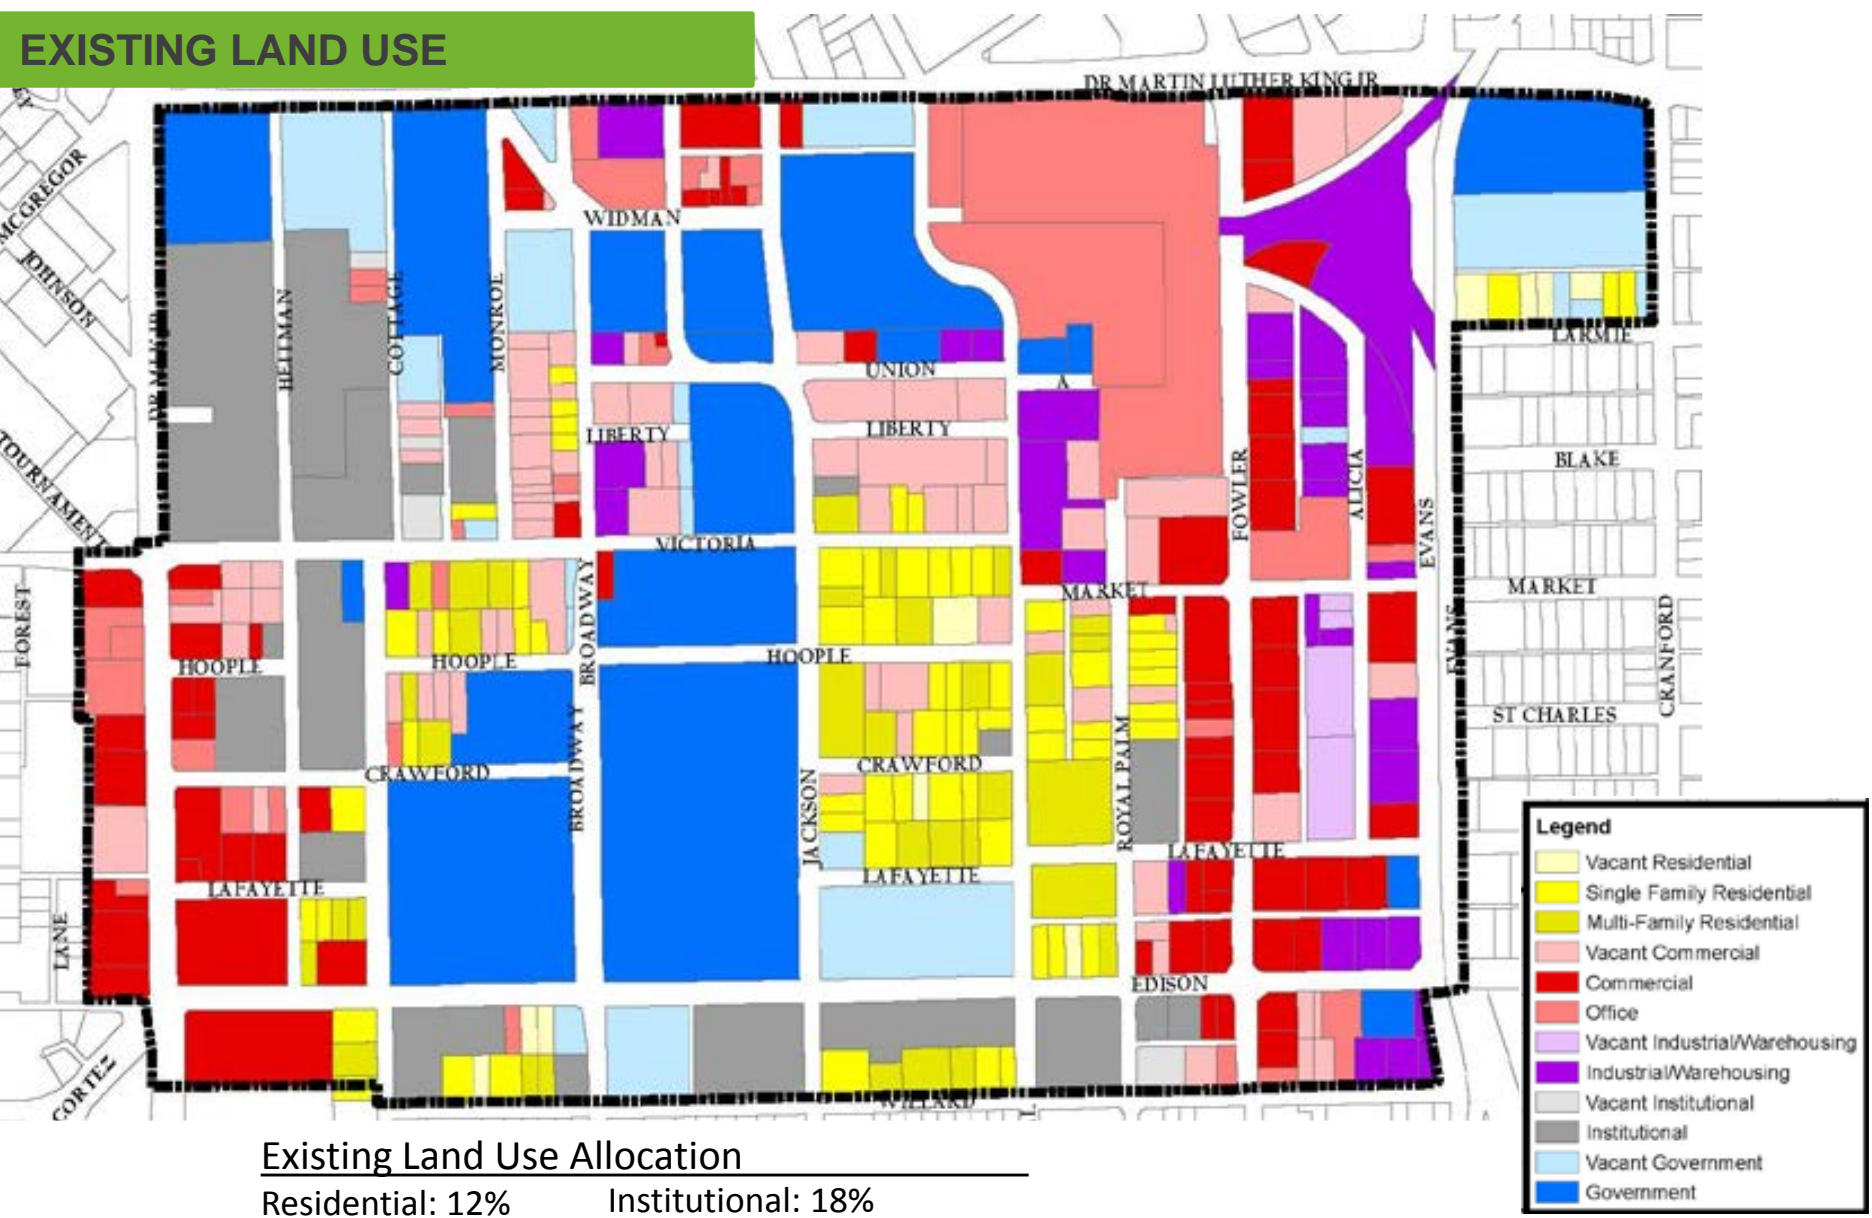 EXISTING LAND USE
DR MARTIN LUTHER KING JR
MCGREGOR
JOHNSON
TOURNAMENT
HEITMAN
COTTAGE
MONROE
WIDMAN
UNION
A
LARMIE
LIBERTY
LIBERTY
BLAKE
FOWLER
ALICIA
EVANS
VICTORIA
MARKET
MARKET
FOREST
BROADWAY
EVANS
CRANFORD
HOOPLE
HOOPLE
HOOPLE
ST CHARLES
BROADWAY
CRAWFORD
CRAWFORD
JACKSON
ROYAL PALM
LAFAYETTE
LAFAYETTE
LAFAYETTE
LANE
EDISON
CORTEZ
WILLARD
Legend
Vacant Residential
Single Family Residential
Multi-Family Residential
Vacant Commercial
Commercial
Office
Vacant Industrial/Warehousing
Industrial/Warehousing
Vacant Institutional
Institutional
Vacant Government
Government
Existing Land Use Allocation
Residential: 12% Institutional: 18%